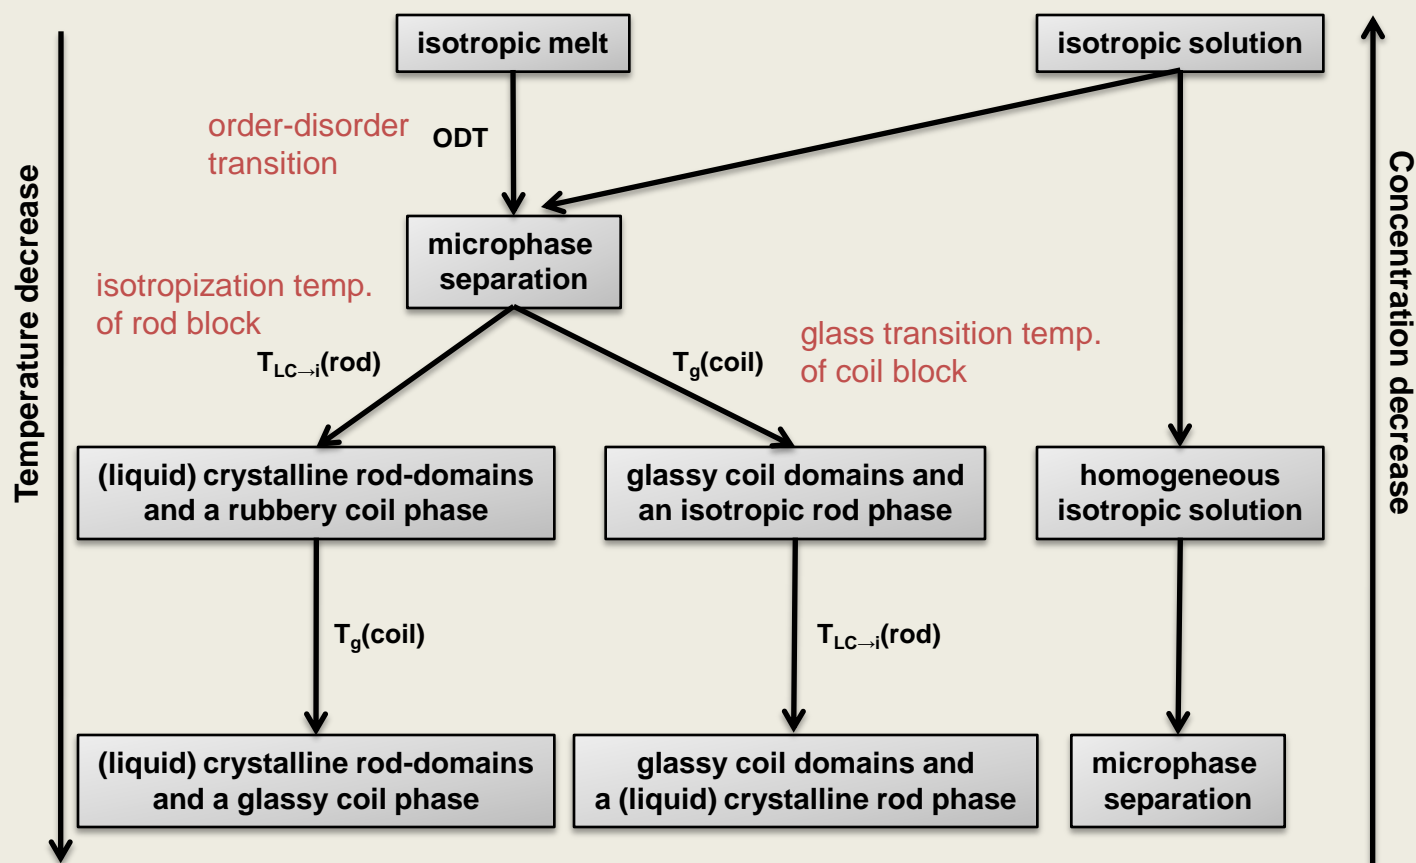 isotropic melt
isotropic solution
order-disorder
transition
ODT
microphase
separation
isotropization temp.
of rod block
glass transition temp.
of coil block
T_LC→i(rod)
T_g(coil)
(liquid) crystalline rod-domains
and a rubbery coil phase
glassy coil domains and
an isotropic rod phase
homogeneous
isotropic solution
T_g(coil)
T_LC→i(rod)
(liquid) crystalline rod-domains
and a glassy coil phase
glassy coil domains and
a (liquid) crystalline rod phase
microphase
separation
Temperature decrease
Concentration decrease